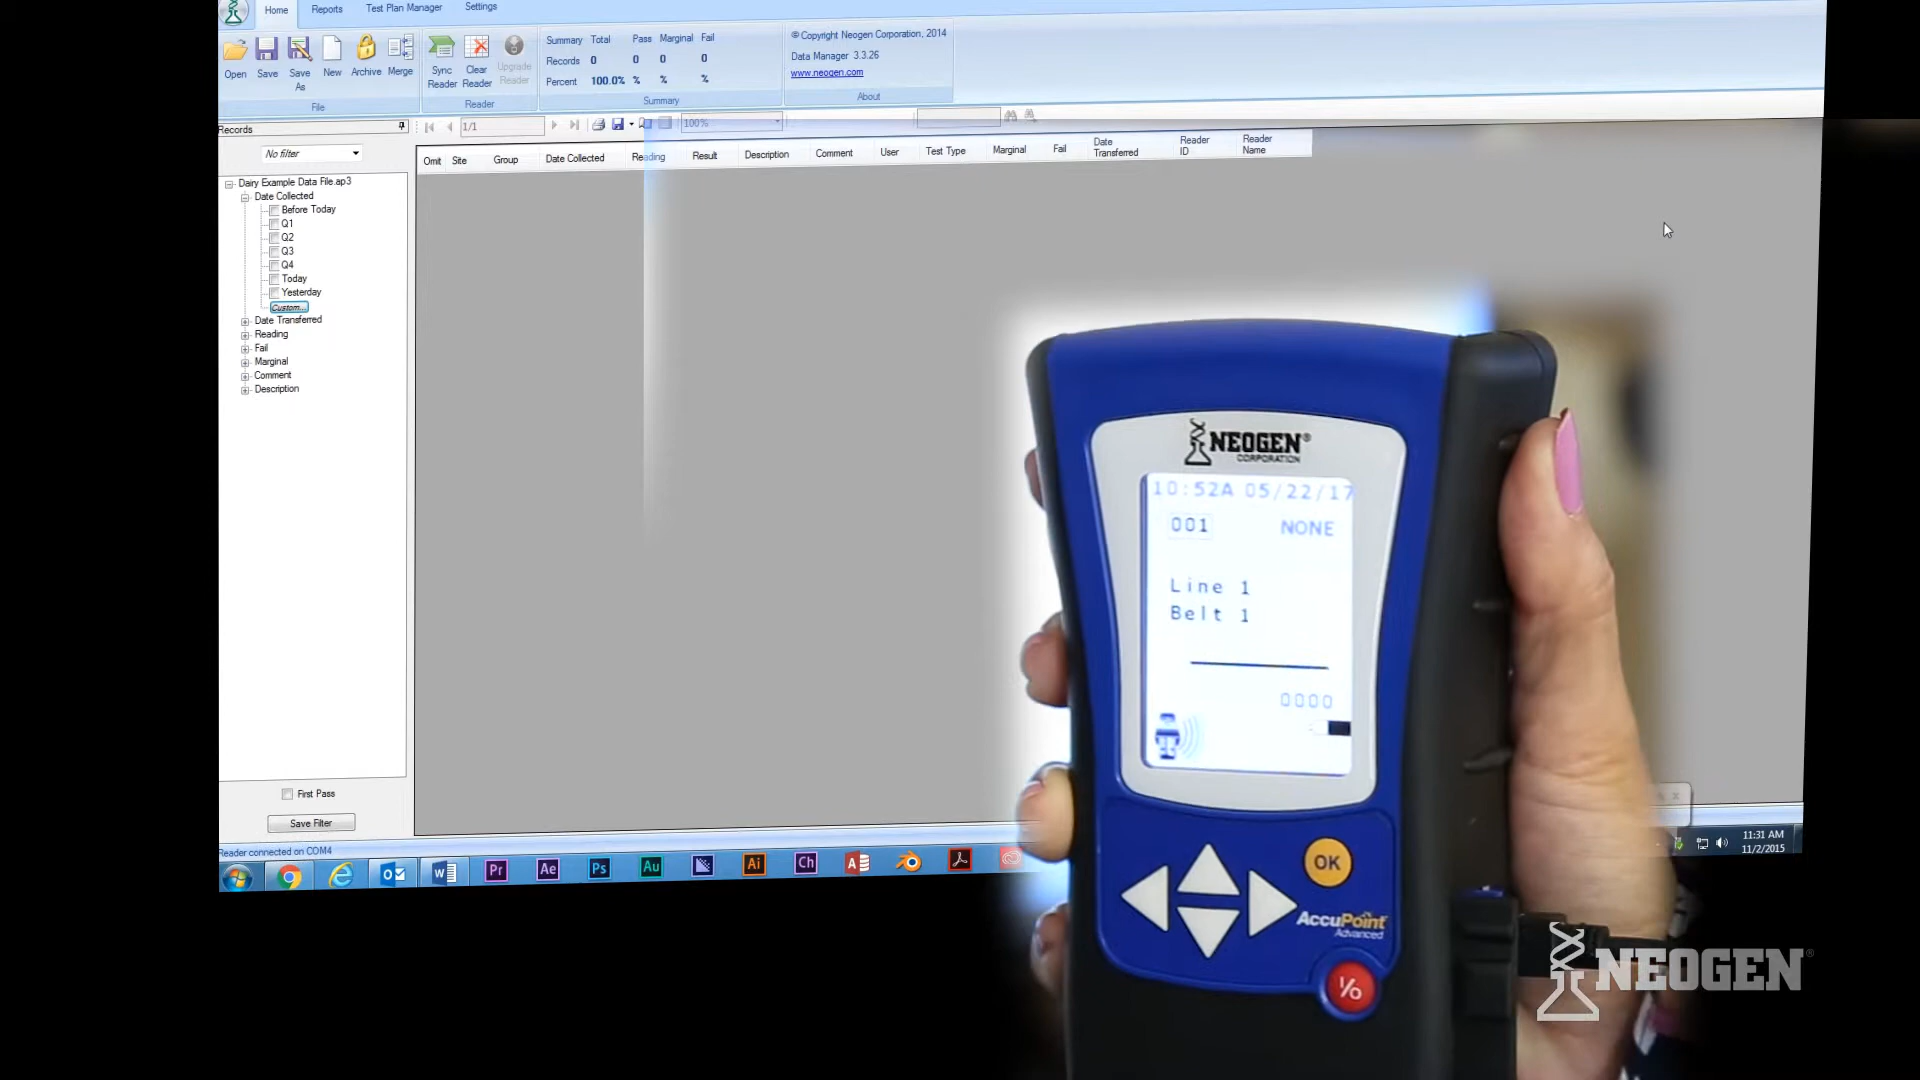 Home Reports Test Plan Manager Settings
Open Save Save As New Archive Merge
File
Sync Reader Clear Reader Upgrade Reader
Reader
Summary Total Pass Marginal Fail
Records 0 0 0 0
Percent 100.0% % % %
Summary
© Copyright Neogen Corporation, 2014
Data Manager 3.3.26
www.neogen.com
About
Records
1/1 100%
No filter
Omit Site Group Date Collected Reading Result Description Comment User Test Type Marginal Fail Date Transferred Reader ID Reader Name
Dairy Example Data File.ap3
Date Collected
Before Today
Q1
Q2
Q3
Q4
Today
Yesterday
Custom...
Date Transferred
Reading
Fail
Marginal
Comment
Description
First Pass
Save Filter
Reader connected on COM4
Pr Ae Ps Au Ai Ch
11:31 AM
11/2/2015
NEOGEN®
CORPORATION
10:52A 05/22/17
001 NONE
Line 1
Belt 1
0000
OK
AccuPoint
Advanced
I/O
NEOGEN®